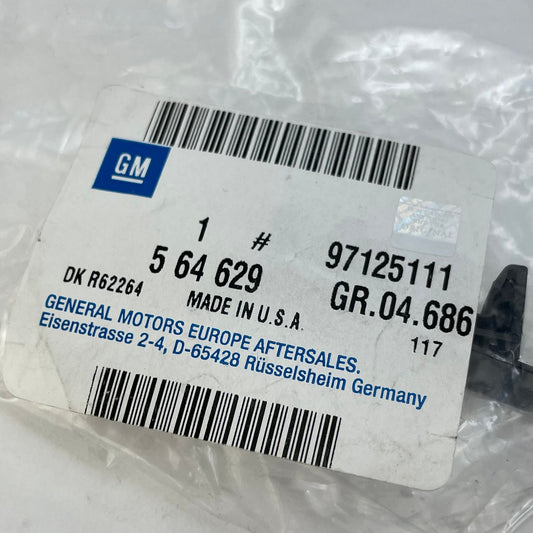 GM
1 # 97125111
5 64 629 GR.04.686
DK R62264 MADE IN U.S.A. 117
GENERAL MOTORS EUROPE AFTERSALES.
Eisenstrasse 2-4, D-65428 Rüsselsheim Germany